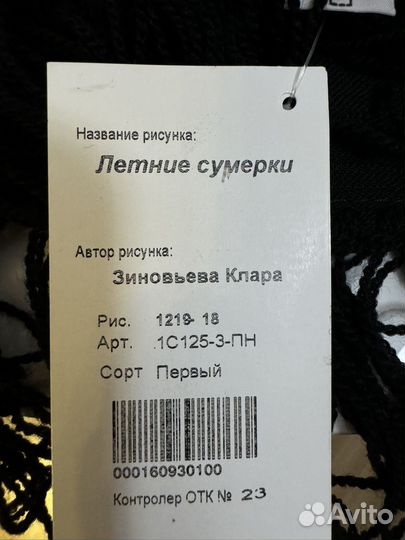 Название рисунка:
Летние сумерки
Автор рисунка:
Зиновьева Клара
Рис. 1219- 18
Арт. .1С125-3-ПН
Сорт Первый
000160930100
Контролер ОТК № 23
Avito